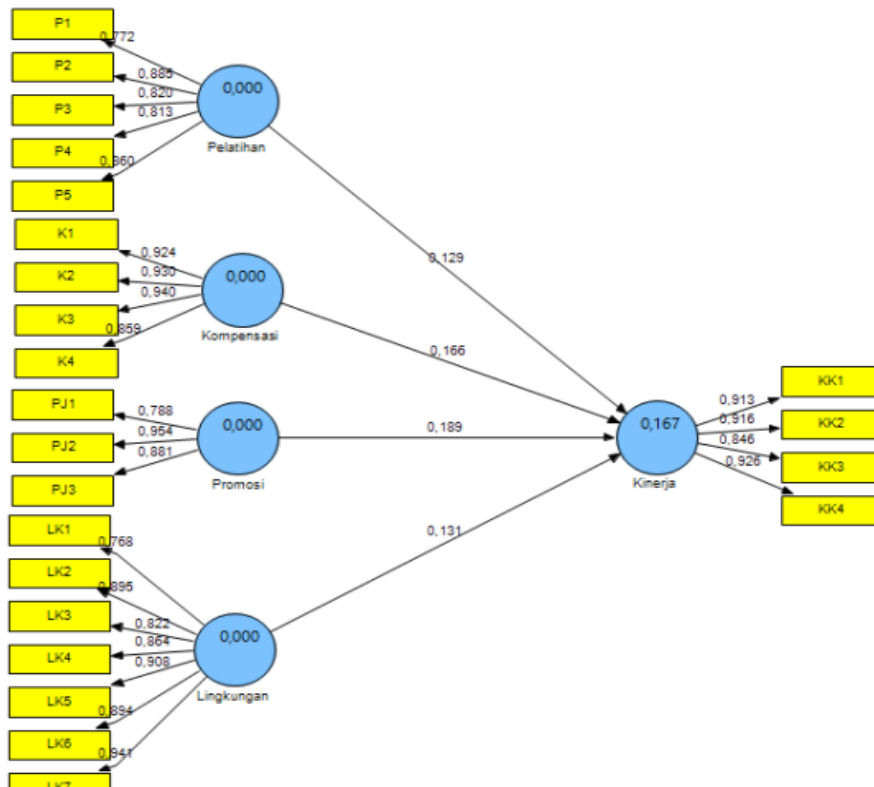 P1
0,772
P2
0,885
P3
0,820
P4
0,813
P5
0,860
0,000
Pelatihan
0,129
K1
0,924
K2
0,930
K3
0,940
K4
0,859
0,000
Kompensasi
0,166
PJ1
0,788
PJ2
0,954
PJ3
0,881
0,000
Promosi
0,189
LK1
0,768
LK2
0,895
LK3
0,822
LK4
0,864
LK5
0,908
LK6
0,894
LK7
0,941
0,000
Lingkungan
0,131
0,167
Kinerja
KK1
0,913
KK2
0,916
KK3
0,846
KK4
0,926